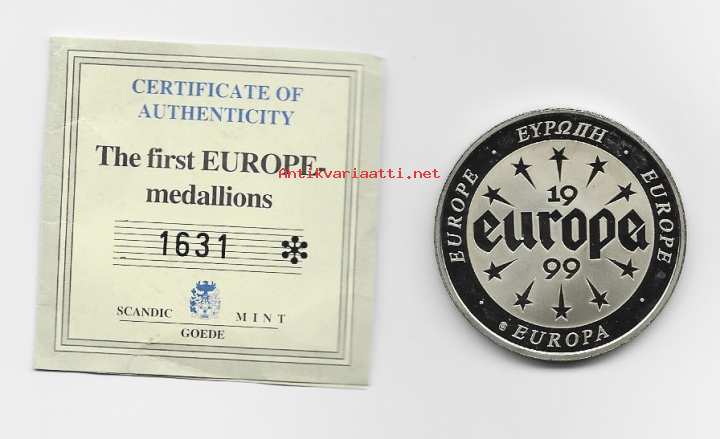 CERTIFICATE OF
AUTHENTICITY
The first EUROPE-
medallions
1631
SCANDIC MINT
GOEDE
Antikvariaatti.net
EUROPE · ΕΥΡΩΠΗ · EUROPE · EUROPA ·
19
europa
99